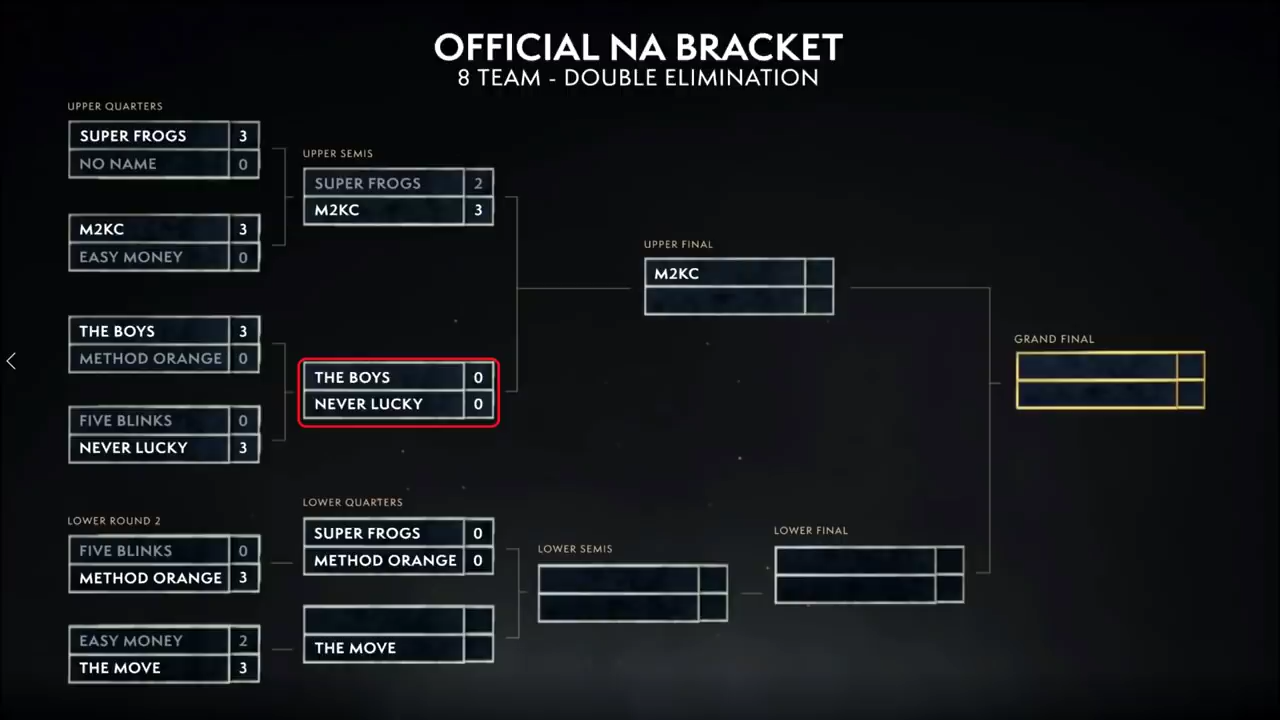 OFFICIAL NA BRACKET
8 TEAM - DOUBLE ELIMINATION
UPPER QUARTERS
SUPER FROGS 3
NO NAME 0
M2KC 3
EASY MONEY 0
THE BOYS 3
METHOD ORANGE 0
FIVE BLINKS 0
NEVER LUCKY 3
UPPER SEMIS
SUPER FROGS 2
M2KC 3
THE BOYS 0
NEVER LUCKY 0
UPPER FINAL
M2KC
GRAND FINAL
LOWER ROUND 2
FIVE BLINKS 0
METHOD ORANGE 3
EASY MONEY 2
THE MOVE 3
LOWER QUARTERS
SUPER FROGS 0
METHOD ORANGE 0
THE MOVE
LOWER SEMIS
LOWER FINAL